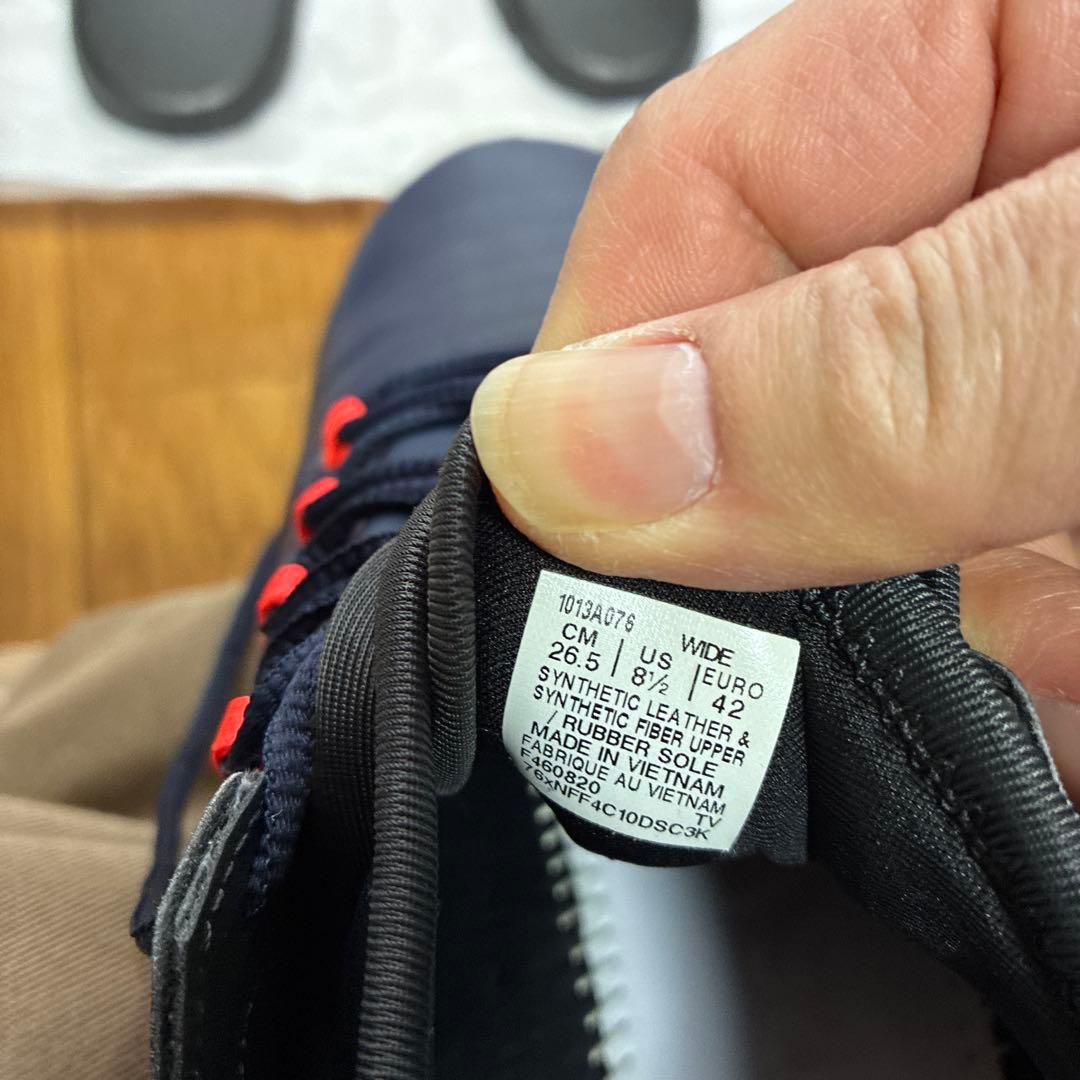 1013A076
WIDE
CM | US | EURO
26.5 | 8½ | 42
SYNTHETIC LEATHER &
SYNTHETIC FIBER UPPER
/ RUBBER SOLE
MADE IN VIETNAM
FABRIQUE AU VIETNAM
F460820 TV
76xNFF4C10DSC3K